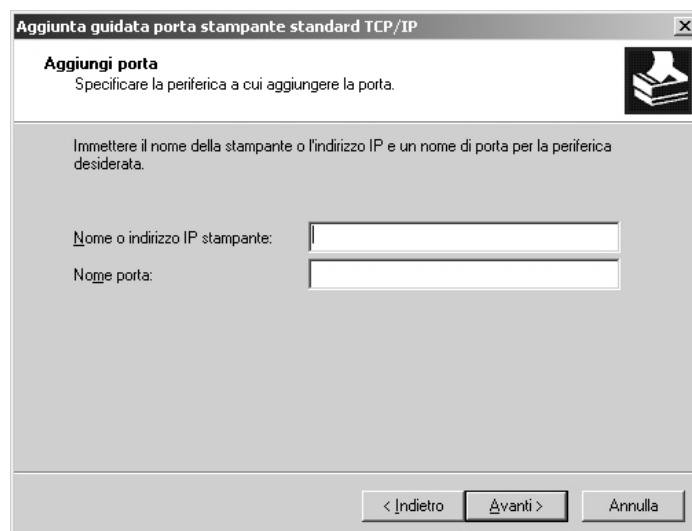 Aggiunta guidata porta stampante standard TCP/IP
Aggiungi porta
Specificare la periferica a cui aggiungere la porta.
Immettere il nome della stampante o l'indirizzo IP e un nome di porta per la periferica
desiderata.
Nome o indirizzo IP stampante:
Nome porta:
< Indietro
Avanti >
Annulla